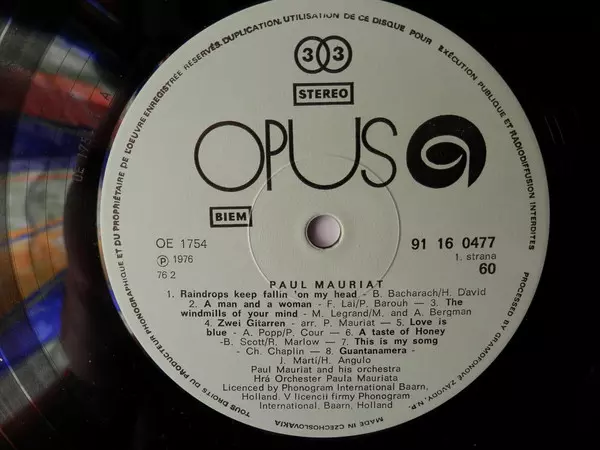 TOUS DROITS DU PRODUCTEUR PHONOGRAPHIQUE ET DU PROPRIÉTAIRE DE L'OEUVRE ENREGISTRÉE RÉSERVÉS. DUPLICATION, UTILISATION DE CE DISQUE POUR EXÉCUTION PUBLIQUE ET RADIODIFFUSION INTERDITES
33
STEREO
OPUS
BIEM
OE 1754
91 16 0477
℗ 1976
1. strana
76 2
60
PAUL MAURIAT
1. Raindrops keep fallin 'on my head - B. Bacharach/H. David
2. A man and a woman - F. Lai/P. Barouh - 3. The
windmills of your mind - M. Legrand/M. and A. Bergman
4. Zwei Gitarren - arr. P. Mauriat - 5. Love is
blue - A. Popp/P. Cour - 6. A taste of Honey
-B. Scott/R. Marlow - 7. This is my somg
- Ch. Chaplin - 8. Guantanamera -
J. Marti/H. Angulo
Paul Mauriat and his orchestra
Hrá Orchester Paula Mauriata
Licenced by Phonogram International Baarn,
Holland. V licencii firmy Phonogram
International, Baarn, Holland
MADE IN CZECHOSLOVAKIA
PROCESSED BY GRAMOFONOVÉ ZÁVODY, N.P.